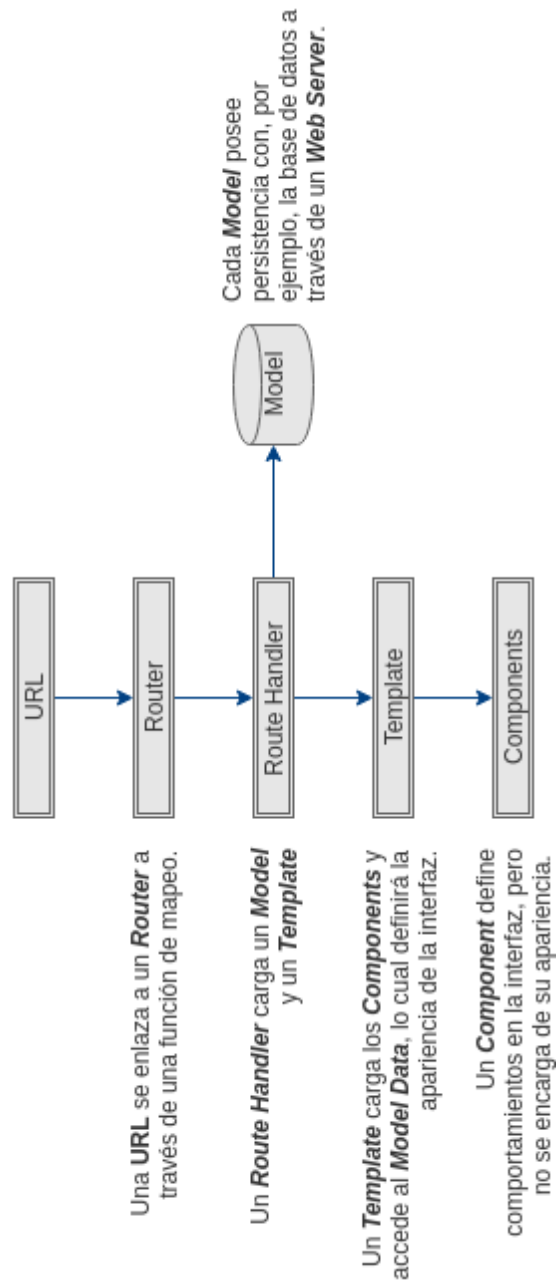 URL
Una URL se enlaza a un Router a
través de una función de mapeo.
Router
Un Route Handler carga un Model
y un Template
Route Handler
Model
Cada Model posee
persistencia con, por
ejemplo, la base de datos a
través de un Web Server.
Un Template carga los Components y
accede al Model Data, lo cual definirá la
apariencia de la interfaz.
Template
Un Component define
comportamientos en la interfaz, pero
no se encarga de su apariencia.
Components